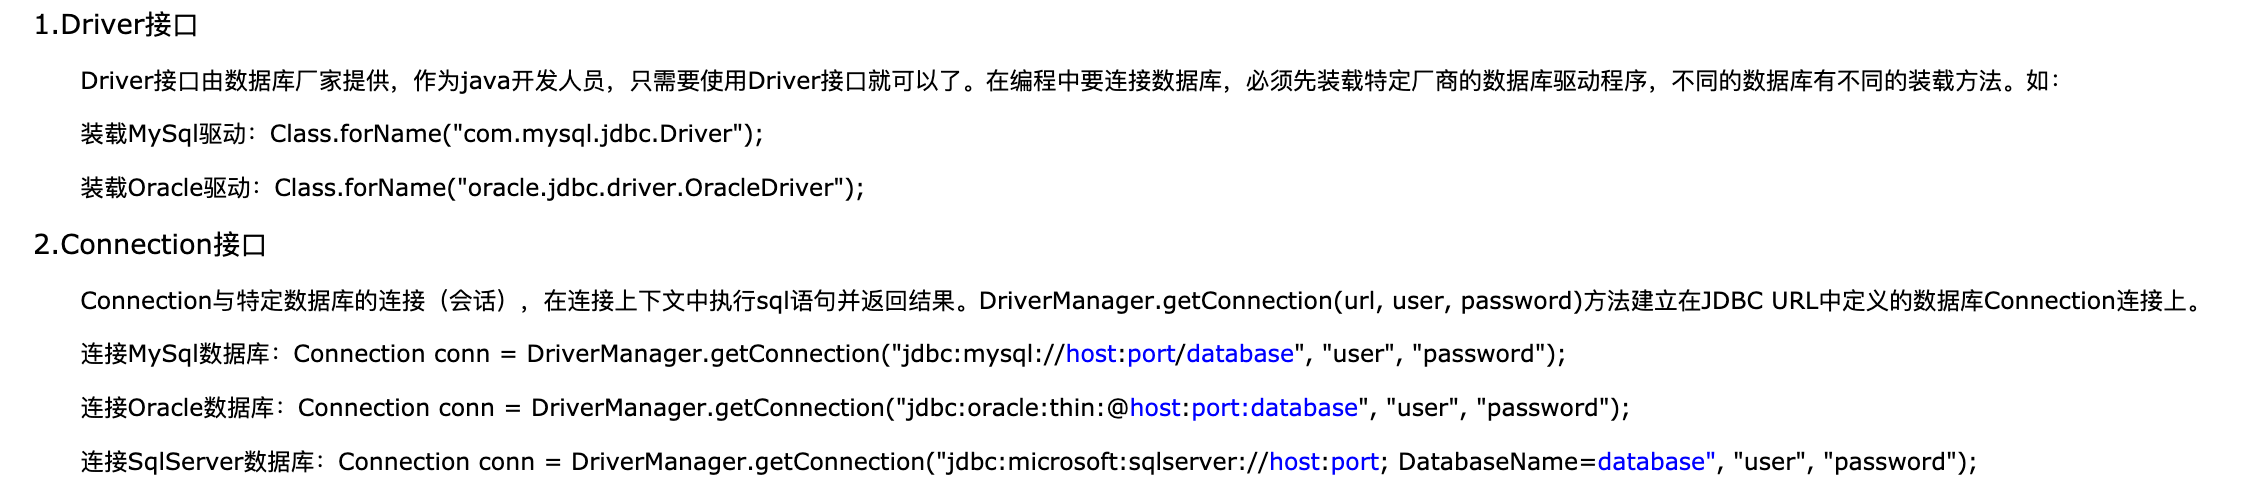 1.Driver接口
Driver接口由数据库厂家提供，作为java开发人员，只需要使用Driver接口就可以了。在编程中要连接数据库，必须先装载特定厂商的数据库驱动程序，不同的数据库有不同的装载方法。如：
装载MySql驱动：Class.forName("com.mysql.jdbc.Driver");
装载Oracle驱动：Class.forName("oracle.jdbc.driver.OracleDriver");
2.Connection接口
Connection与特定数据库的连接（会话），在连接上下文中执行sql语句并返回结果。DriverManager.getConnection(url, user, password)方法建立在JDBC URL中定义的数据库Connection连接上。
连接MySql数据库：Connection conn = DriverManager.getConnection("jdbc:mysql://host:port/database", "user", "password");
连接Oracle数据库：Connection conn = DriverManager.getConnection("jdbc:oracle:thin:@host:port:database", "user", "password");
连接SqlServer数据库：Connection conn = DriverManager.getConnection("jdbc:microsoft:sqlserver://host:port; DatabaseName=database", "user", "password");